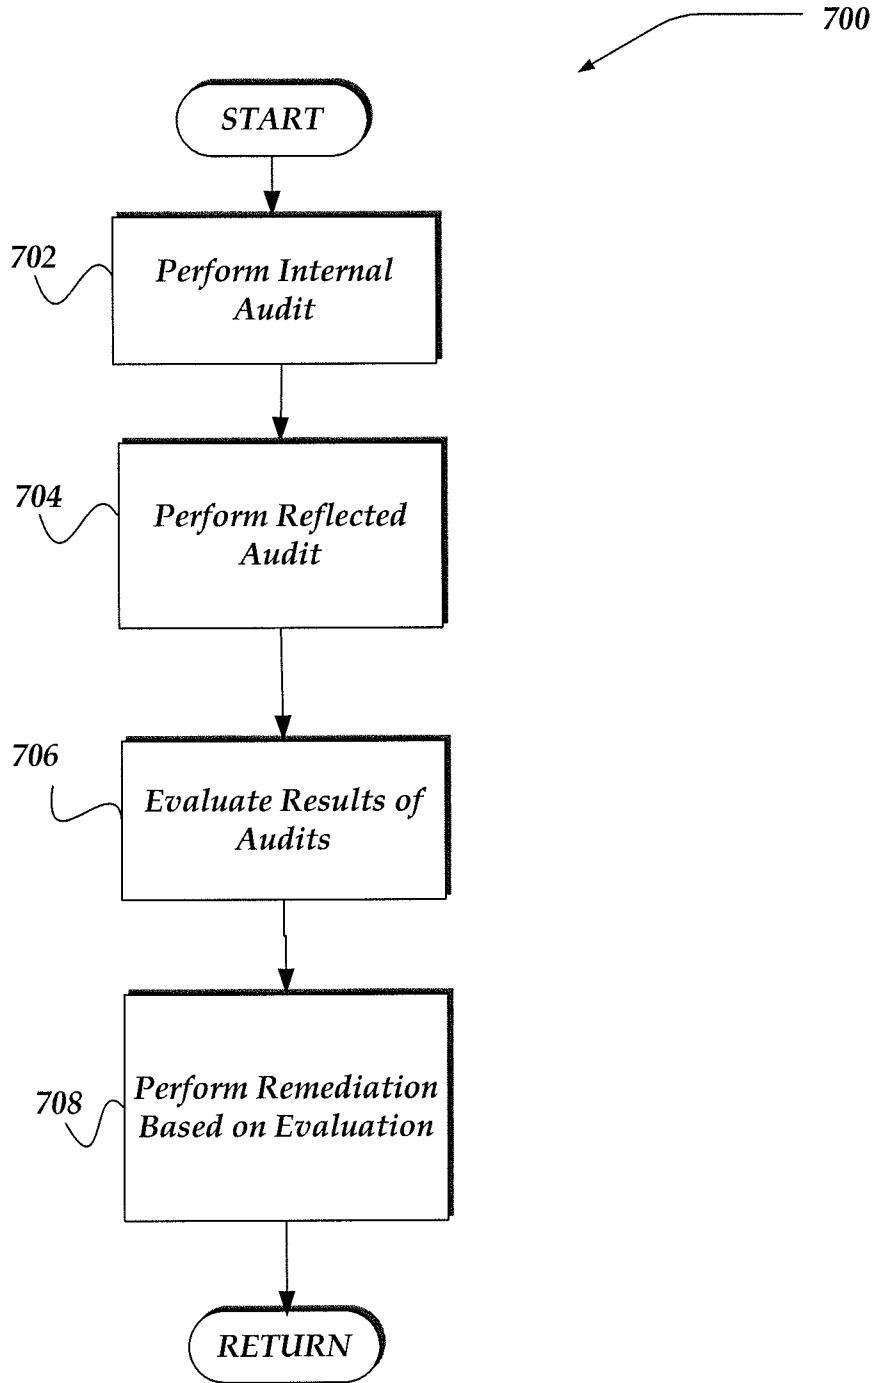 700
START
702
Perform Internal
Audit
704
Perform Reflected
Audit
706
Evaluate Results of
Audits
708
Perform Remediation
Based on Evaluation
RETURN